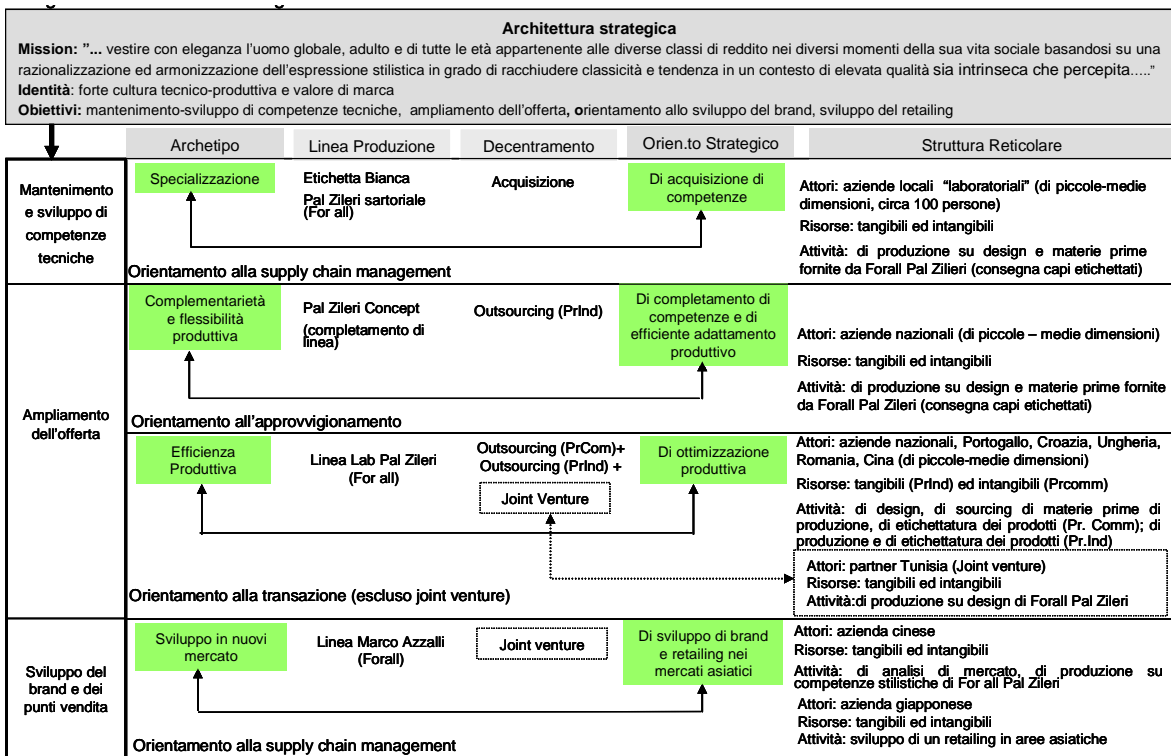 Architettura strategica
Mission: "... vestire con eleganza l'uomo globale, adulto e di tutte le età appartenente alle diverse classi di reddito nei diversi momenti della sua vita sociale basandosi su una
razionalizzazione ed armonizzazione dell'espressione stilistica in grado di racchiudere classicità e tendenza in un contesto di elevata qualità sia intrinseca che percepita....."
Identità: forte cultura tecnico-produttiva e valore di marca
Obiettivi: mantenimento-sviluppo di competenze tecniche, ampliamento dell'offerta, orientamento allo sviluppo del brand, sviluppo del retailing
Archetipo
Linea Produzione
Decentramento
Orien.to Strategico
Struttura Reticolare
Mantenimento
e sviluppo di
competenze
tecniche
Specializzazione
Etichetta Bianca
Pal Zileri sartoriale
(For all)
Acquisizione
Di acquisizione di
competenze
Attori: aziende locali "laboratoriali" (di piccole-medie
dimensioni, circa 100 persone)
Risorse: tangibili ed intangibili
Attività: di produzione su design e materie prime
fornite da Forall Pal Zilieri (consegna capi etichettati)
Orientamento alla supply chain management
Ampliamento
dell'offerta
Complementarietà
e flessibilità
produttiva
Pal Zileri Concept
(completamento di
linea)
Outsourcing (PrInd)
Di completamento di
competenze e di
efficiente adattamento
produttivo
Attori: aziende nazionali (di piccole – medie dimensioni)
Risorse: tangibili ed intangibili
Attività: di produzione su design e materie prime fornite
da Forall Pal Zileri (consegna capi etichettati)
Orientamento all'approvvigionamento
Efficienza
Produttiva
Linea Lab Pal Zileri
(For all)
Outsourcing (PrCom)+
Outsourcing (PrInd) +
Joint Venture
Di ottimizzazione
produttiva
Attori: aziende nazionali, Portogallo, Croazia, Ungheria,
Romania, Cina (di piccole-medie dimensioni)
Risorse: tangibili (PrInd) ed intangibili (Prcomm)
Attività: di design, di sourcing di materie prime di
produzione, di etichettatura dei prodotti (Pr. Comm); di
produzione e di etichettatura dei prodotti (Pr.Ind)
Attori: partner Tunisia (Joint venture)
Risorse: tangibili ed intangibili
Attività:di produzione su design di Forall Pal Zileri
Orientamento alla transazione (escluso joint venture)
Sviluppo del
brand e dei
punti vendita
Sviluppo in nuovi
mercato
Linea Marco Azzalli
(Forall)
Joint venture
Di sviluppo di brand
e retailing nei
mercati asiatici
Attori: azienda cinese
Risorse: tangibili ed intangibili
Attività: di analisi di mercato, di produzione su
competenze stilistiche di For all Pal Zileri
Attori: azienda giapponese
Risorse: tangibili ed intangibili
Attività: sviluppo di un retailing in aree asiatiche
Orientamento alla supply chain management